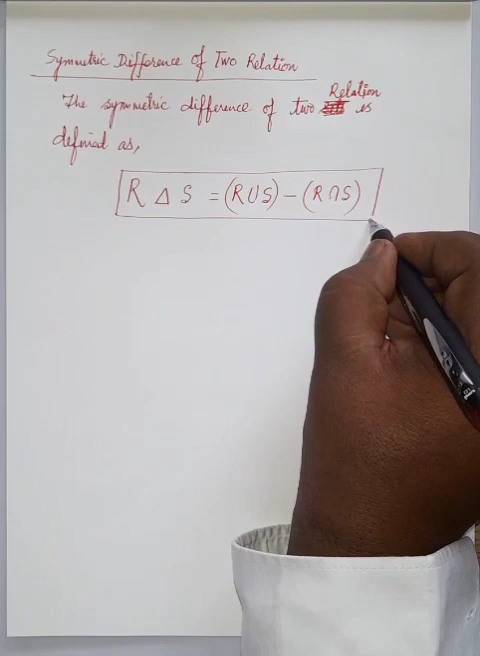 Symmetric Difference of Two Relation
The symmetric difference of two Relation is
defined as,
R Δ S = (R∪S) − (R∩S)